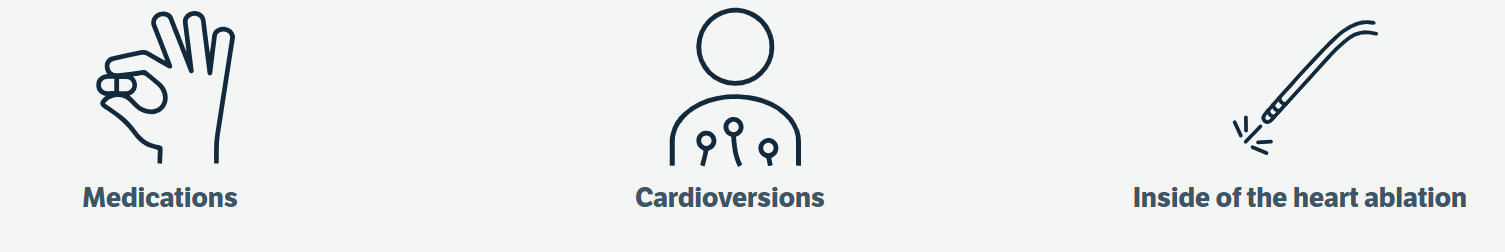 Medications
Cardioversions
Inside of the heart ablation